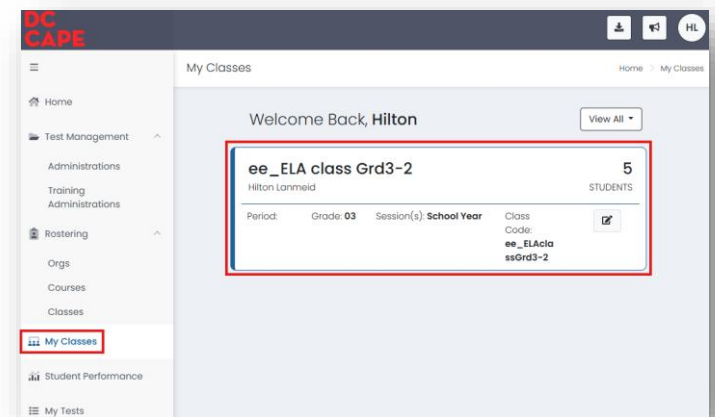 DC
CAPE
HL
My Classes
Home > My Classes
Home
Test Management
Administrations
Training
Administrations
Rostering
Orgs
Courses
Classes
My Classes
Student Performance
My Tests
Welcome Back, Hilton
View All
ee_ELA class Grd3-2
5
Hilton Lanmeid
STUDENTS
Period:
Grade: 03
Session(s): School Year
Class
Code:
ee_ELAcla
ssGrd3-2